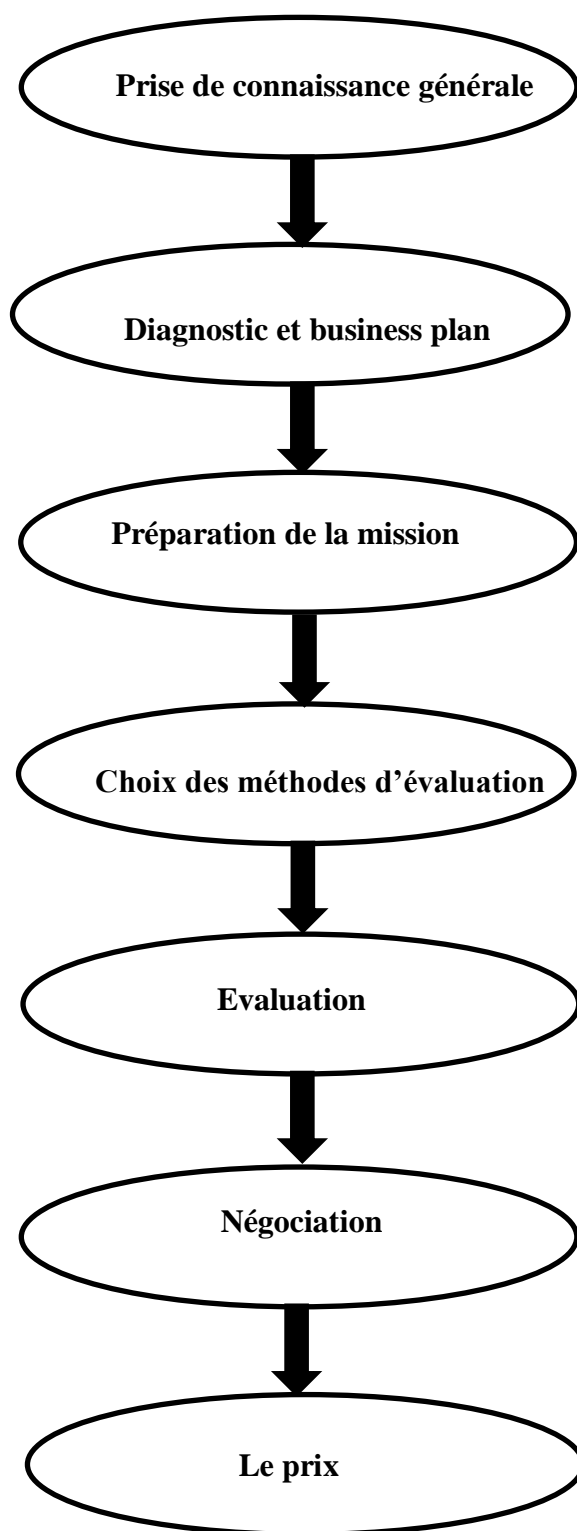 Prise de connaissance générale
Diagnostic et business plan
Préparation de la mission
Choix des méthodes d’évaluation
Evaluation
Négociation
Le prix